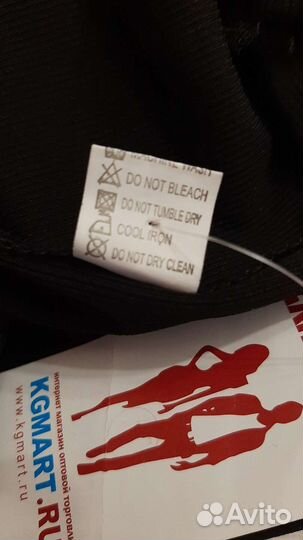 MACHINE WASH
DO NOT BLEACH
DO NOT TUMBLE DRY
COOL IRON
DO NOT DRY CLEAN
www.kgmart.ru
KGMART.RU
интернет магазин оптовой торговли
Avito